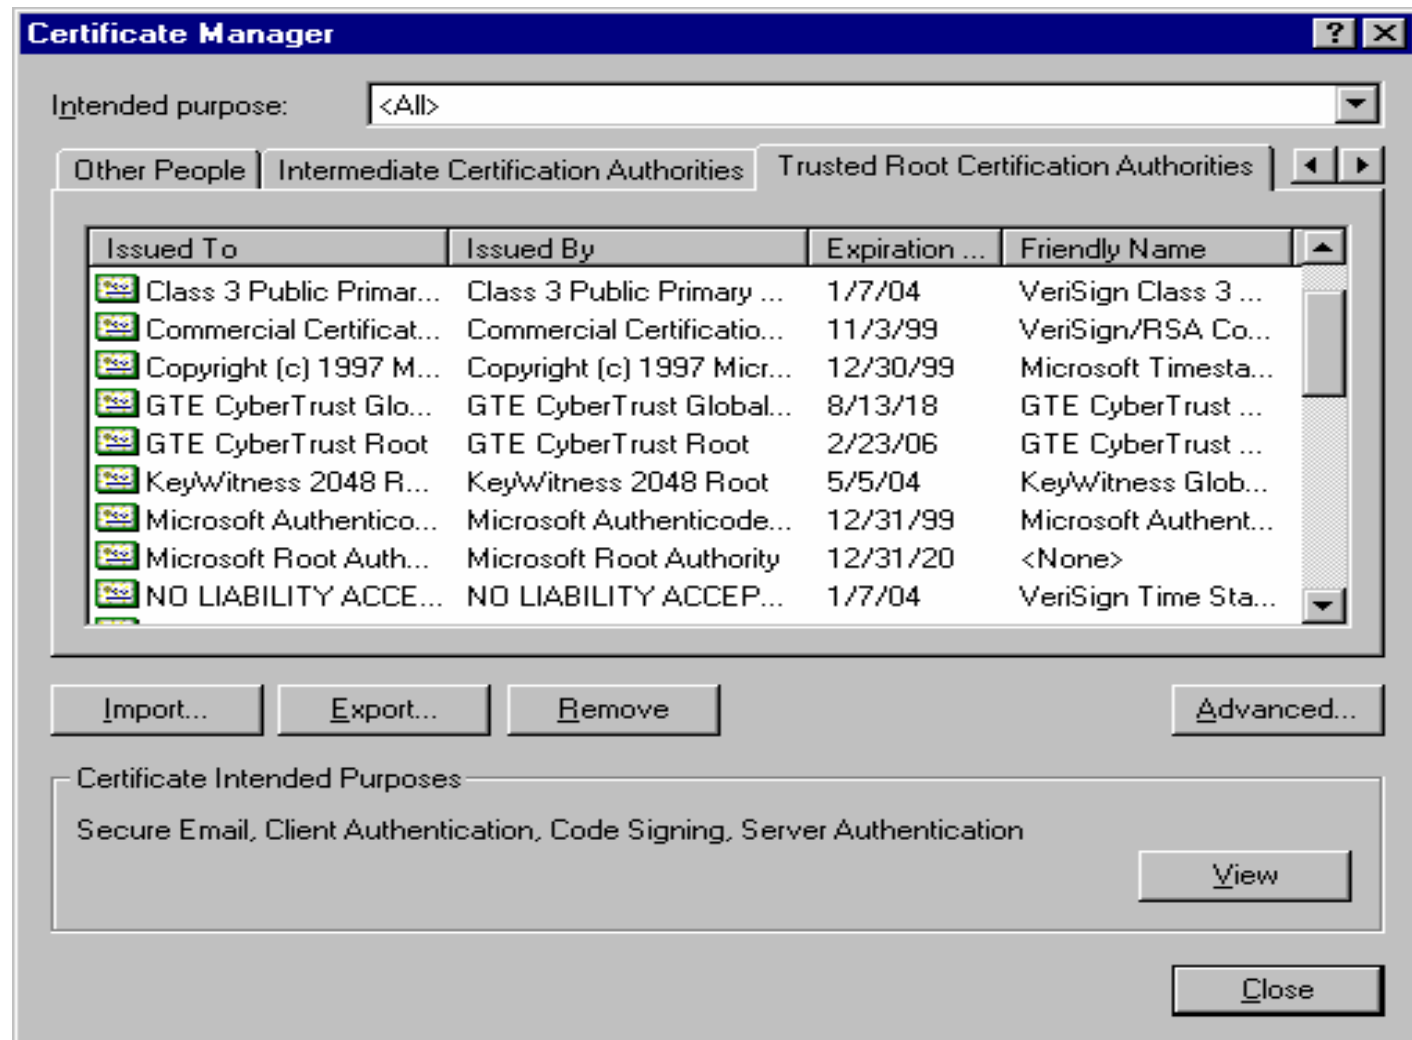 Certificate Manager
Intended purpose: <All>
Other People Intermediate Certification Authorities Trusted Root Certification Authorities
Issued To Issued By Expiration ... Friendly Name
Class 3 Public Primar... Class 3 Public Primary ... 1/7/04 VeriSign Class 3 ...
Commercial Certificat... Commercial Certificatio... 11/3/99 VeriSign/RSA Co...
Copyright (c) 1997 M... Copyright (c) 1997 Micr... 12/30/99 Microsoft Timesta...
GTE CyberTrust Glo... GTE CyberTrust Global... 8/13/18 GTE CyberTrust ...
GTE CyberTrust Root GTE CyberTrust Root 2/23/06 GTE CyberTrust ...
KeyWitness 2048 R... KeyWitness 2048 Root 5/5/04 KeyWitness Glob...
Microsoft Authentico... Microsoft Authenticode... 12/31/99 Microsoft Authent...
Microsoft Root Auth... Microsoft Root Authority 12/31/20 <None>
NO LIABILITY ACCE... NO LIABILITY ACCEP... 1/7/04 VeriSign Time Sta...
Import... Export... Remove Advanced...
Certificate Intended Purposes
Secure Email, Client Authentication, Code Signing, Server Authentication
View
Close